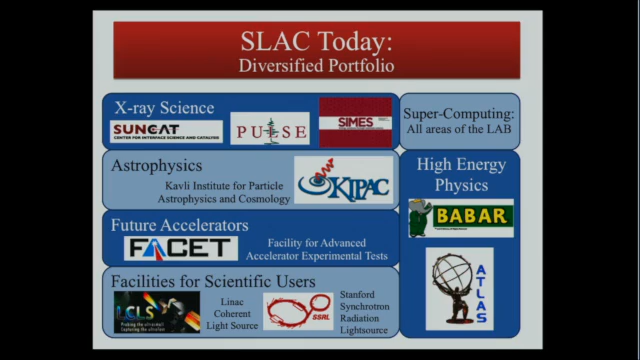 SLAC Today:
Diversified Portfolio
X-ray Science
SUNCAT
CENTER FOR INTERFACE SCIENCE AND CATALYSIS
PULSE
SIMES
Super-Computing:
All areas of the LAB
Astrophysics
Kavli Institute for Particle
Astrophysics and Cosmology
KIPAC
High Energy
Physics
BABAR
ATLAS
Future Accelerators
FACET
Facility for Advanced
Accelerator Experimental Tests
Facilities for Scientific Users
LCLS
Linac
Coherent
Light Source
SSRL
Stanford
Synchrotron
Radiation
Lightsource